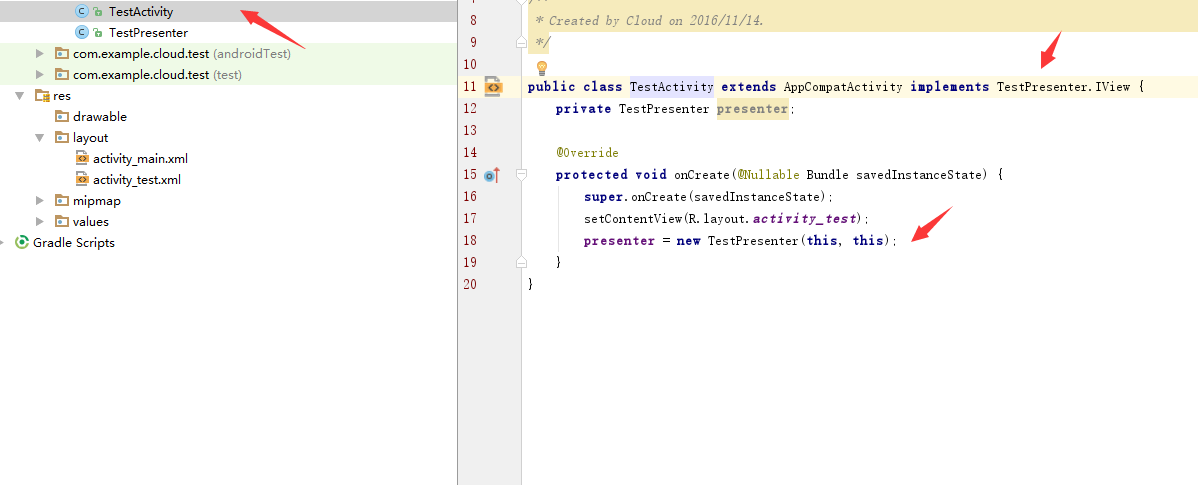 TestActivity
TestPresenter
com.example.cloud.test (androidTest)
com.example.cloud.test (test)
res
drawable
layout
activity_main.xml
activity_test.xml
mipmap
values
Gradle Scripts
8 * Created by Cloud on 2016/11/14.
9 */
10
11 public class TestActivity extends AppCompatActivity implements TestPresenter.IView {
12 private TestPresenter presenter;
13
14 @Override
15 protected void onCreate(@Nullable Bundle savedInstanceState) {
16 super.onCreate(savedInstanceState);
17 setContentView(R.layout.activity_test);
18 presenter = new TestPresenter(this, this);
19 }
20 }